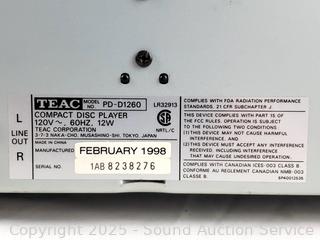 TEAC MODEL NO. PD-D1260
COMPACT DISC PLAYER
120V ~, 60HZ, 12W
TEAC CORPORATION
3-7-3 NAKA-CHO, MUSASHINO-SHI, TOKYO, JAPAN
MADE IN CHINA
MANUFACTURED
FEBRUARY 1998
1AB 8238276
LR32913
SA
NRTL/C
L
LINE
OUT
R
COMPLIES WITH FDA RADIATION PERFORMANCE
STANDARDS, 21 CFR SUBCHAPTER J
THIS DEVICE COMPLIES WITH PART 15 OF
THE FCC RULES. OPERATION IS SUBJECT
TO THE FOLLOWING TWO CONDITIONS:
(1) THIS DEVICE MAY NOT CAUSE HARMFUL
INTERFERENCE, AND
(2) THIS DEVICE MUST ACCEPT ANY INTERFERENCE
RECEIVED, INCLUDING INTERFERENCE
THAT MAY CAUSE UNDESIRED OPERATION.
COMPLIES WITH CANADIAN ICES-003 CLASS B.
CONFORME AU REGLEMENT CANADIEN NMB-003
CLASSE B.
Copyright 2025 - Sound Auction Service